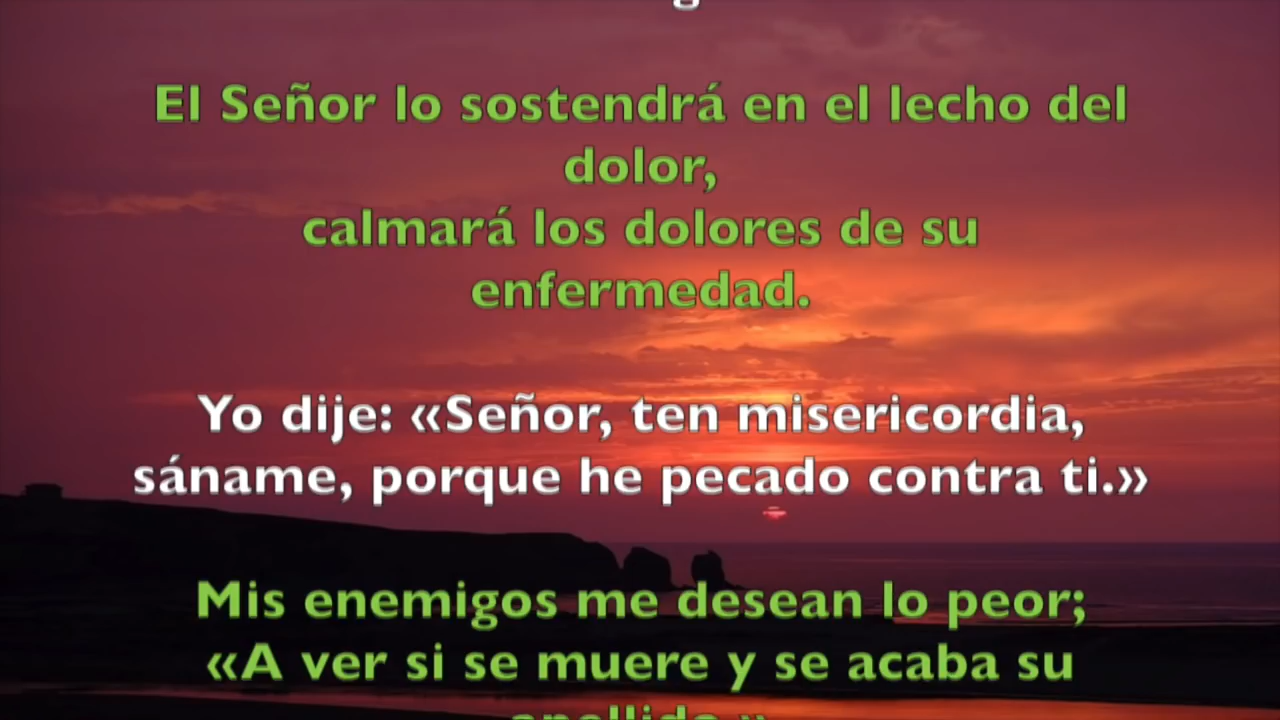 El Señor lo sostendrá en el lecho del
dolor,
calmará los dolores de su
enfermedad.
Yo dije: «Señor, ten misericordia,
sáname, porque he pecado contra ti.»
Mis enemigos me desean lo peor;
«A ver si se muere y se acaba su
apellido.»